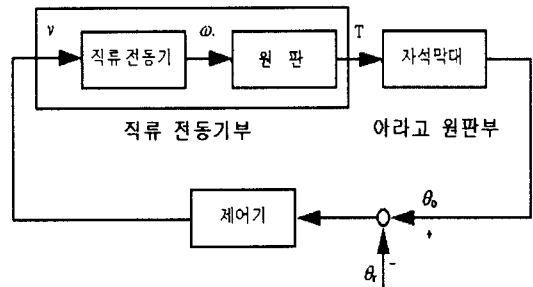 v
ω.
T
직류 전동기
원 판
자석막대
직류 전동기부
아라고 원판부
제어기
θₒ
+
θᵣ
-